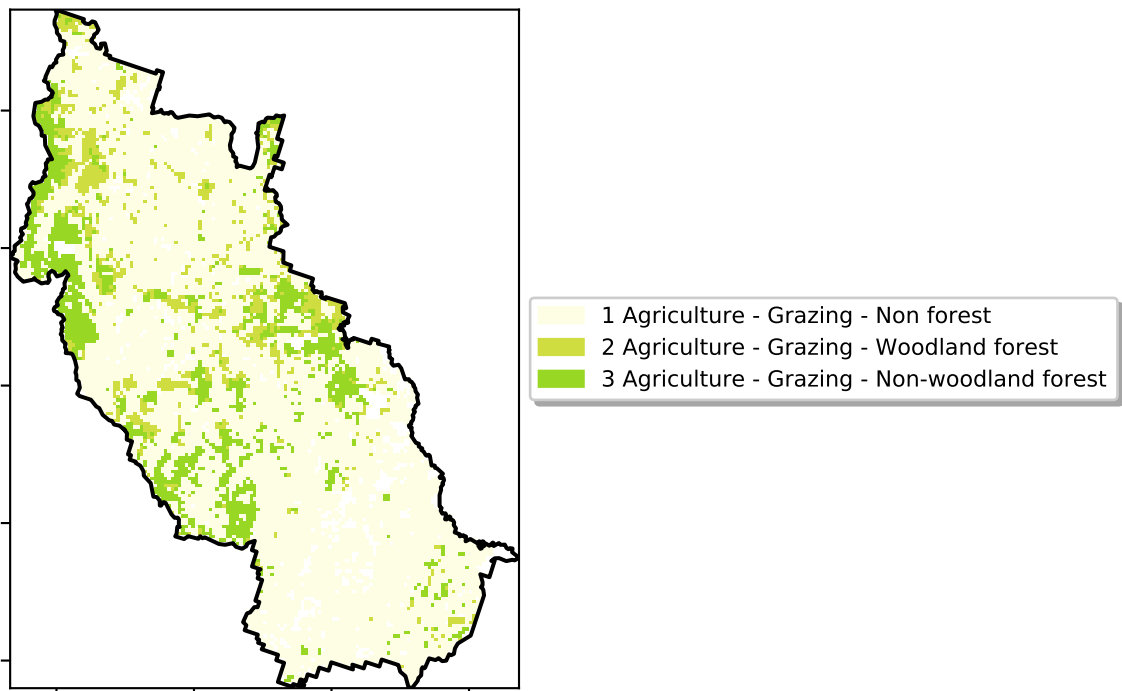 1 Agriculture - Grazing - Non forest
2 Agriculture - Grazing - Woodland forest
3 Agriculture - Grazing - Non-woodland forest